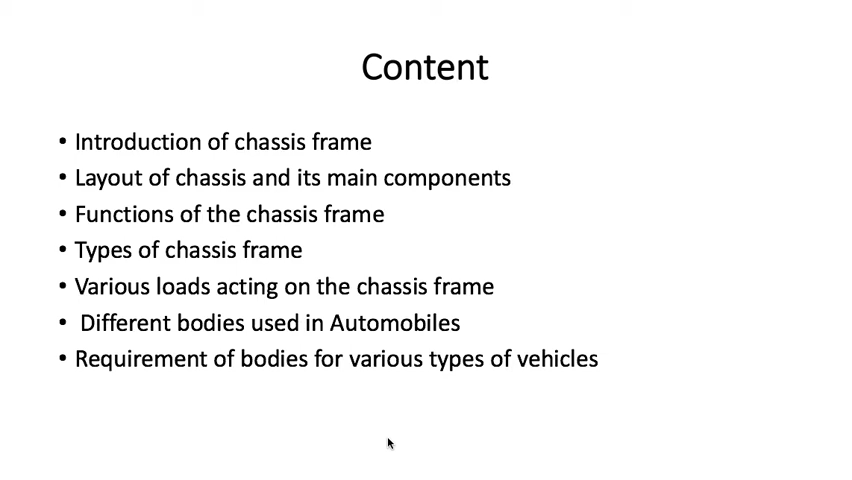 Content
• Introduction of chassis frame
• Layout of chassis and its main components
• Functions of the chassis frame
• Types of chassis frame
• Various loads acting on the chassis frame
• Different bodies used in Automobiles
• Requirement of bodies for various types of vehicles